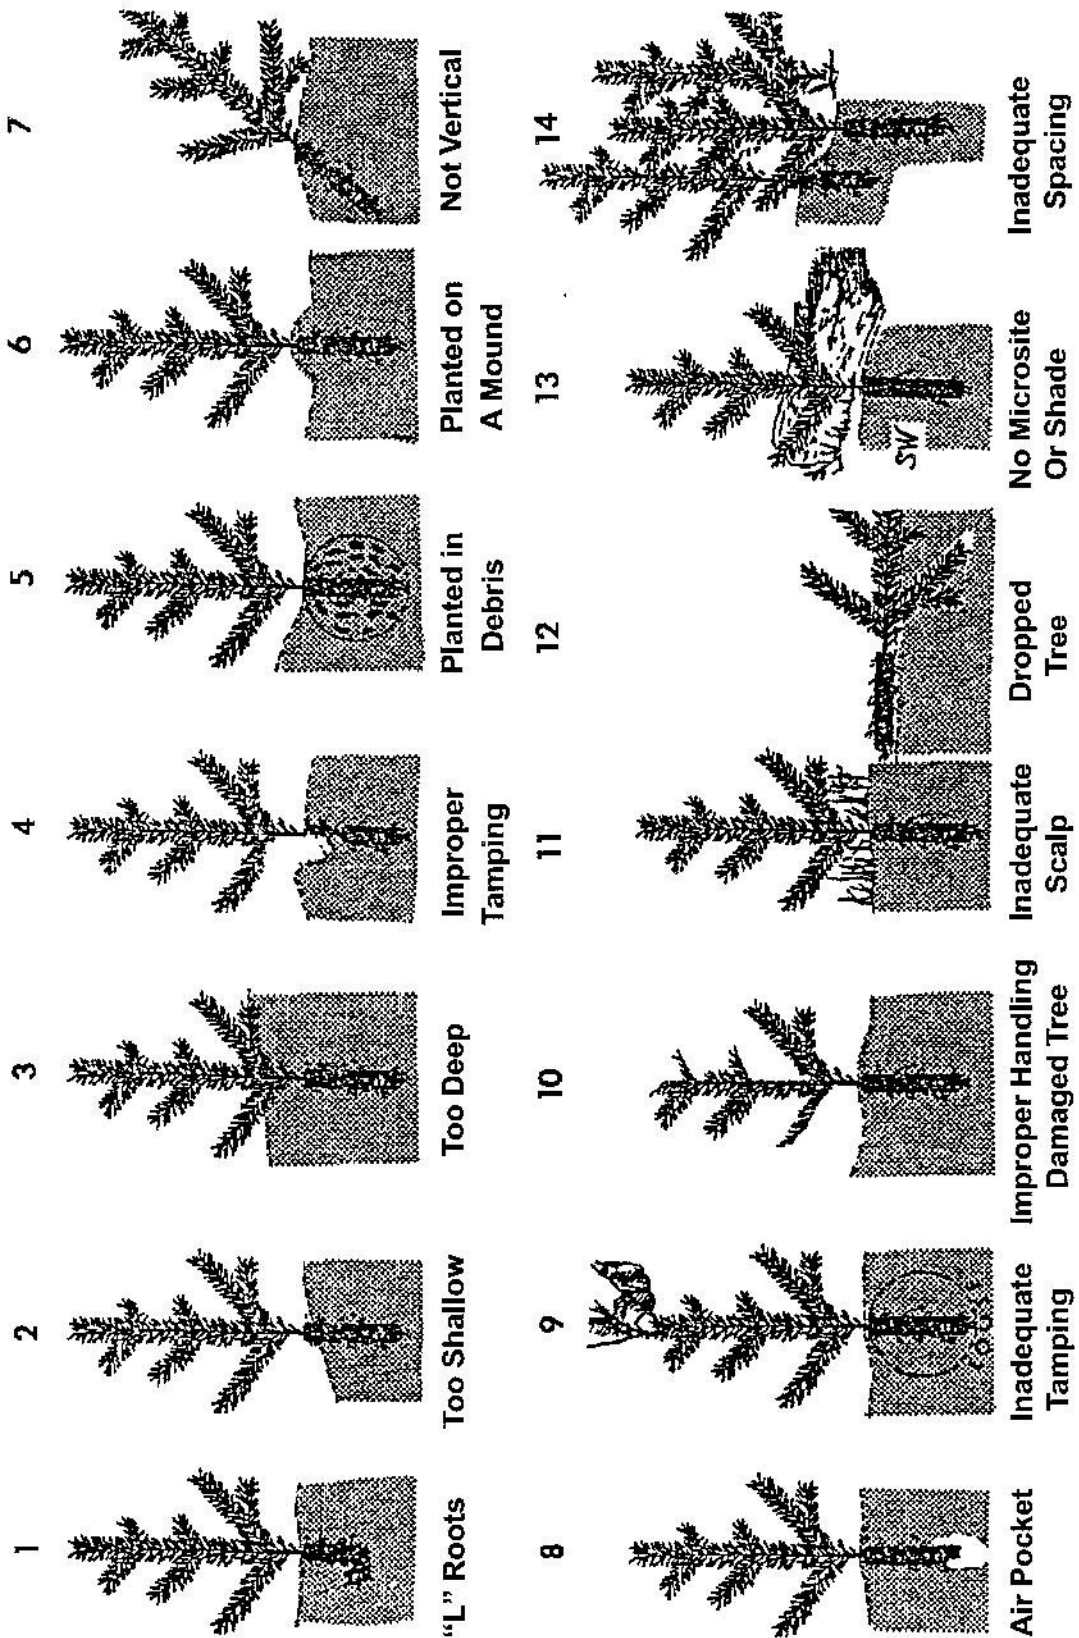 1
2
3
4
5
6
7
"L" Roots
Too Shallow
Too Deep
Improper
Tamping
Planted in
Debris
Planted on
A Mound
Not Vertical
8
9
10
11
12
13
14
LOOSE
SW
Air Pocket
Inadequate
Tamping
Improper Handling
Damaged Tree
Inadequate
Scalp
Dropped
Tree
No Microsite
Or Shade
Inadequate
Spacing